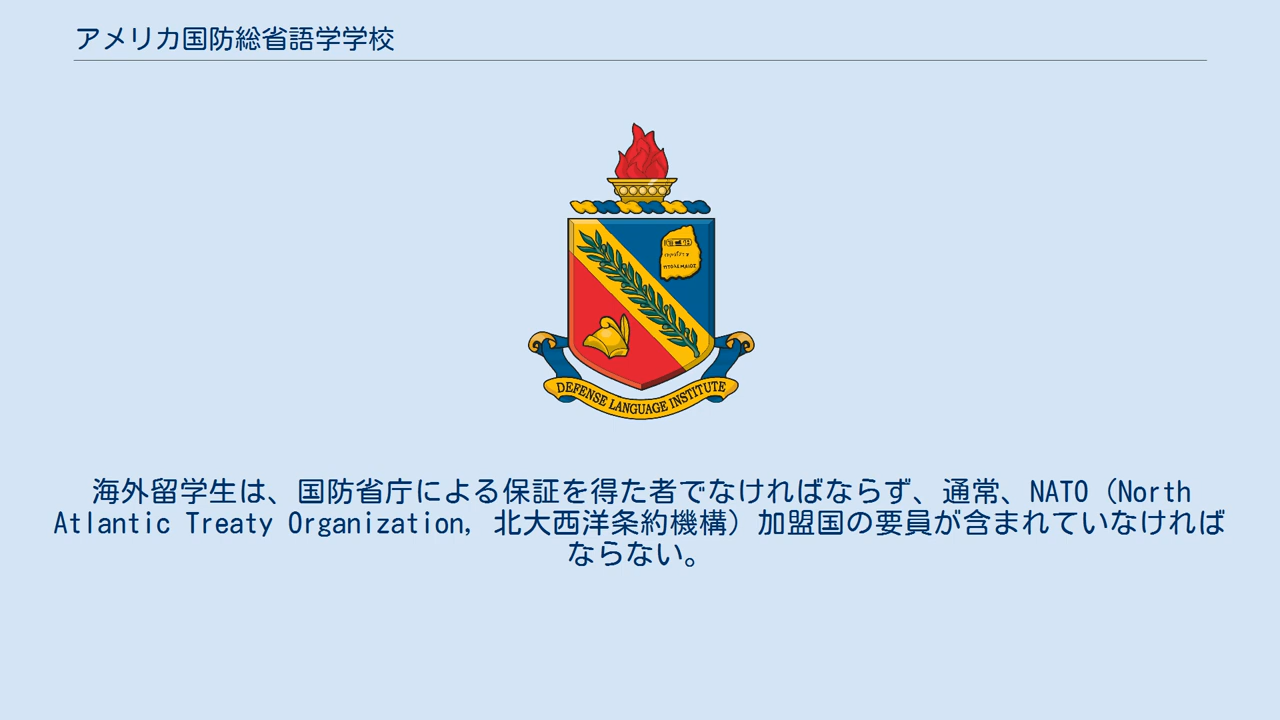 アメリカ国防総省語学学校
ΠΤΟΛΕΜΑΙΟΣ
DEFENSE LANGUAGE INSTITUTE
海外留学生は、国防省庁による保証を得た者でなければならず、通常、NATO（North
Atlantic Treaty Organization, 北大西洋条約機構）加盟国の要員が含まれていなければ
ならない。